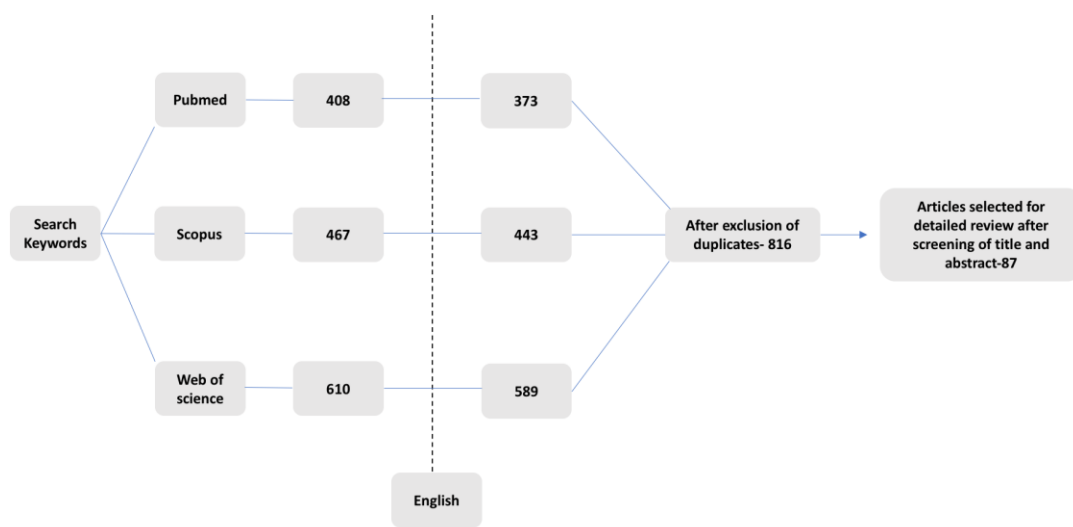 Pubmed
408
373
Search
Keywords
Scopus
467
443
After exclusion of
duplicates- 816
Articles selected for
detailed review after
screening of title and
abstract-87
Web of
science
610
589
English